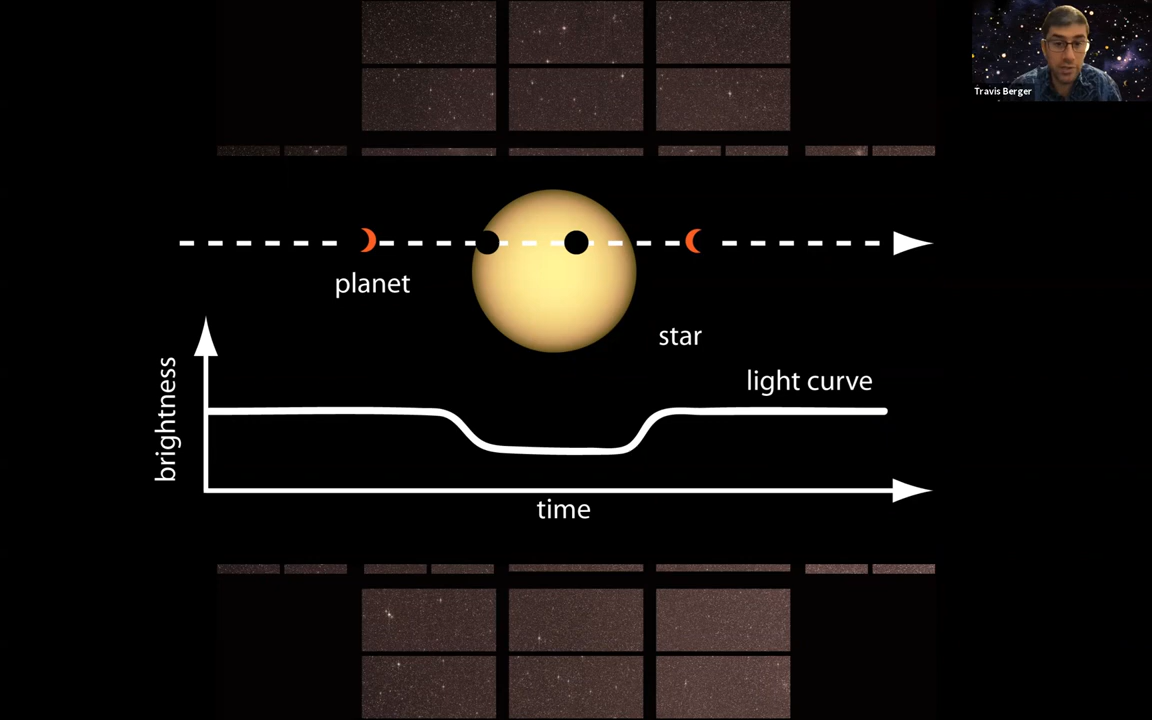 Travis Berger
planet
star
light curve
brightness
time